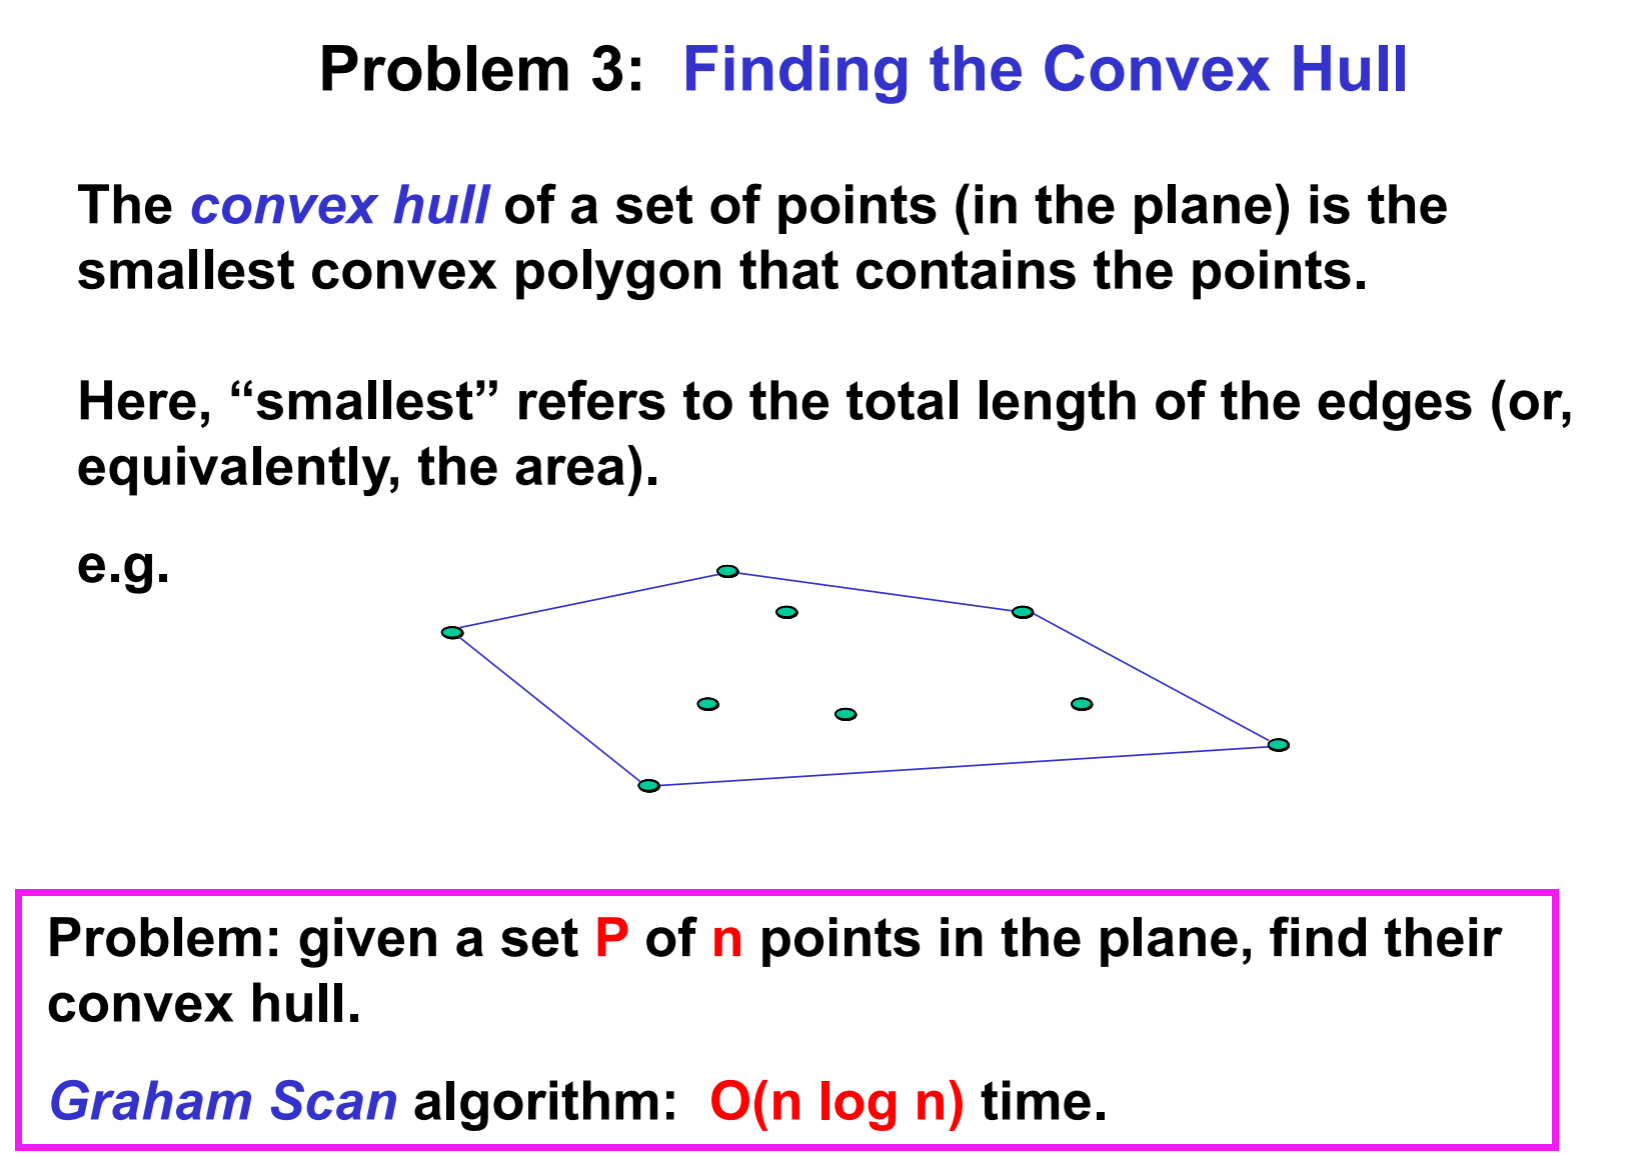 Problem 3: Finding the Convex Hull
The convex hull of a set of points (in the plane) is the
smallest convex polygon that contains the points.
Here, “smallest” refers to the total length of the edges (or,
equivalently, the area).
e.g.
Problem: given a set P of n points in the plane, find their
convex hull.
Graham Scan algorithm: O(n log n) time.